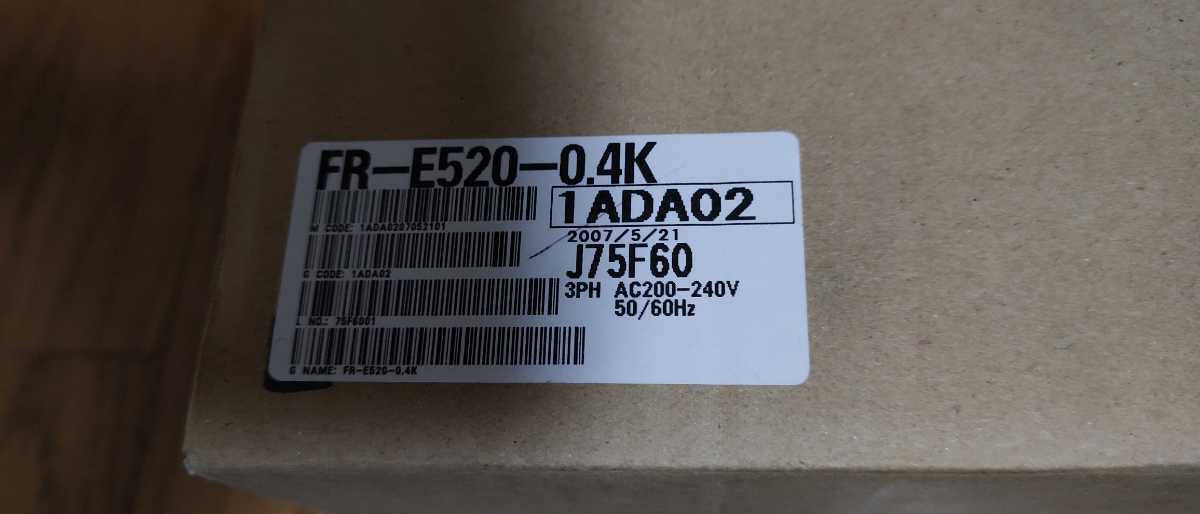 FR-E520-0.4K
1ADA02
M CODE: 1ADA0207052101
2007/5/21
J75F60
G CODE: 1ADA02
3PH AC200-240V
50/60Hz
L NO.: 75F6001
G NAME: FR-E520-0.4K